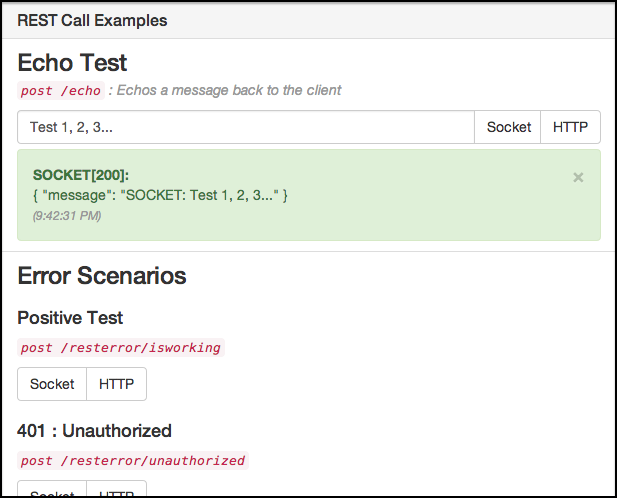 REST Call Examples
Echo Test
post /echo : Echos a message back to the client
Test 1, 2, 3... Socket HTTP
SOCKET[200]: ×
{ "message": "SOCKET: Test 1, 2, 3..." }
(9:42:31 PM)
Error Scenarios
Positive Test
post /resterror/isworking
Socket HTTP
401 : Unauthorized
post /resterror/unauthorized
Socket HTTP